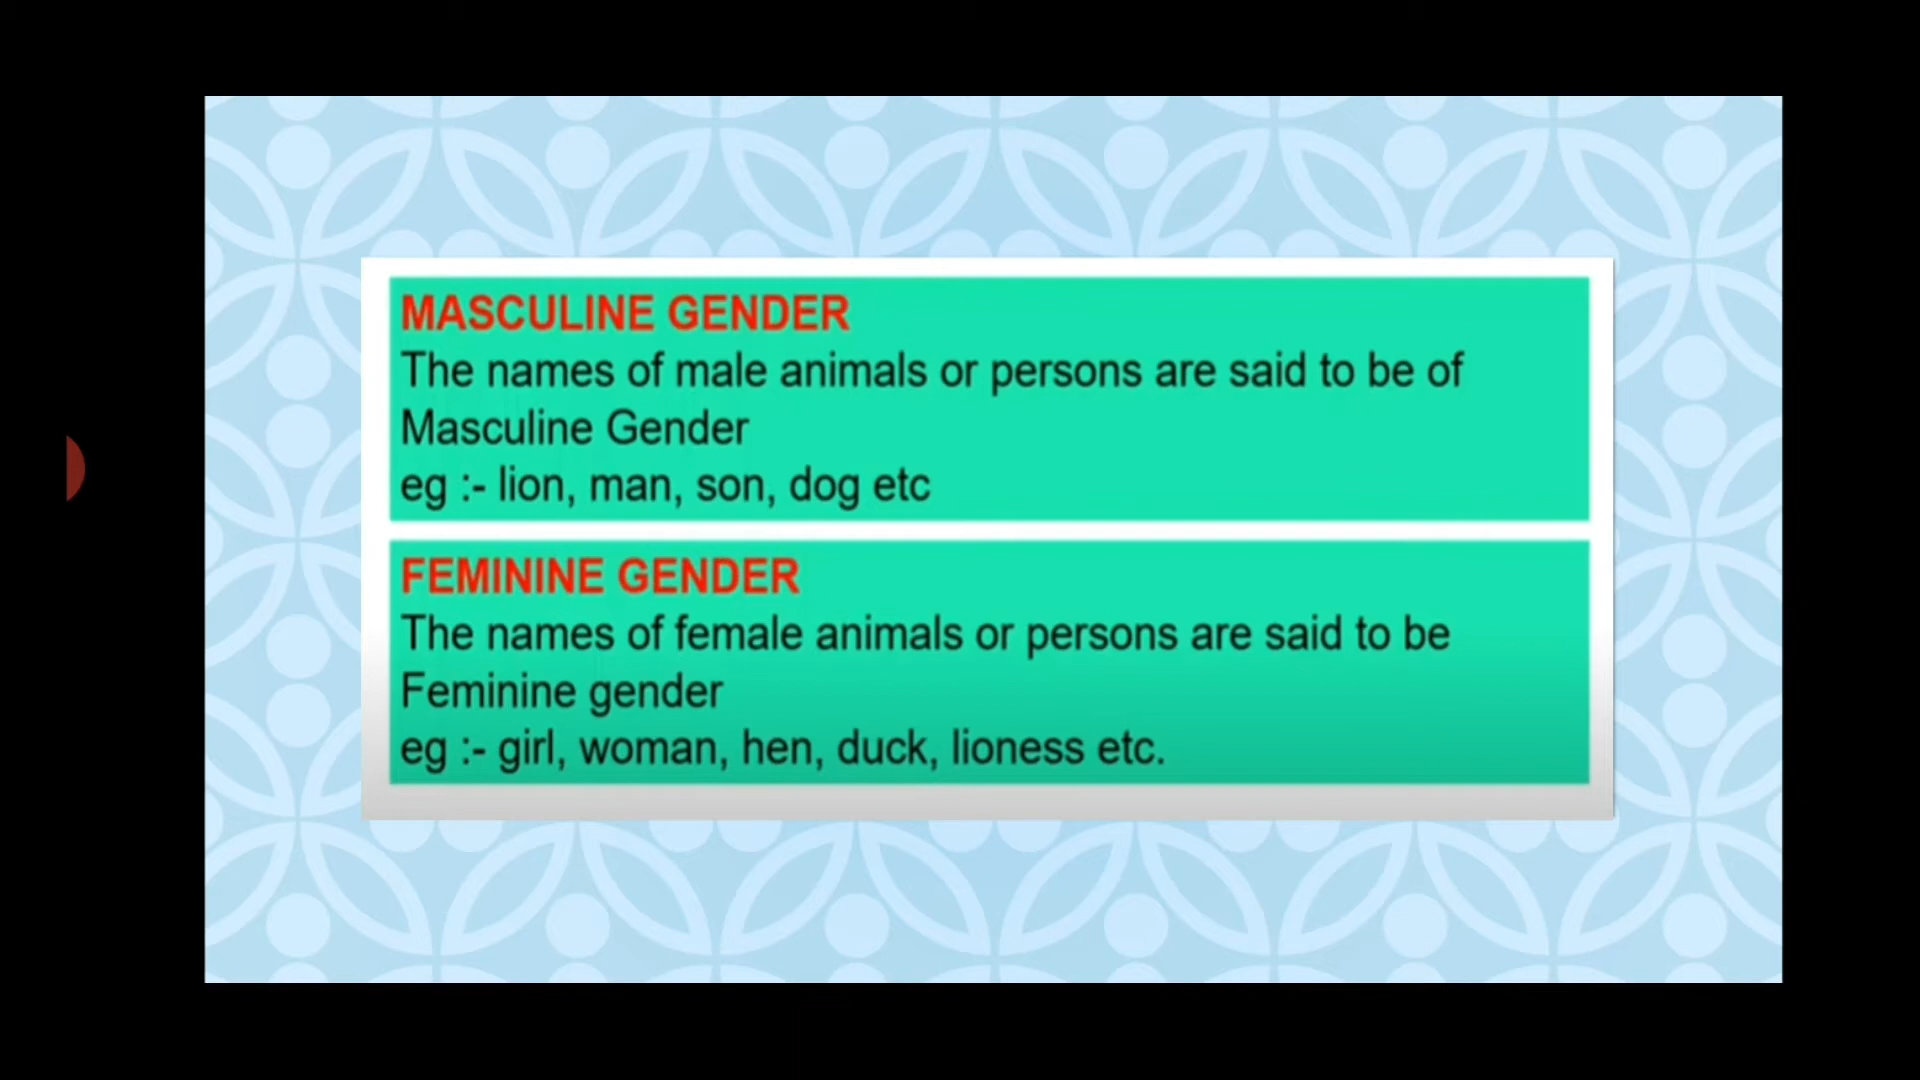 MASCULINE GENDER
The names of male animals or persons are said to be of
Masculine Gender
eg :- lion, man, son, dog etc
FEMININE GENDER
The names of female animals or persons are said to be
Feminine gender
eg :- girl, woman, hen, duck, lioness etc.